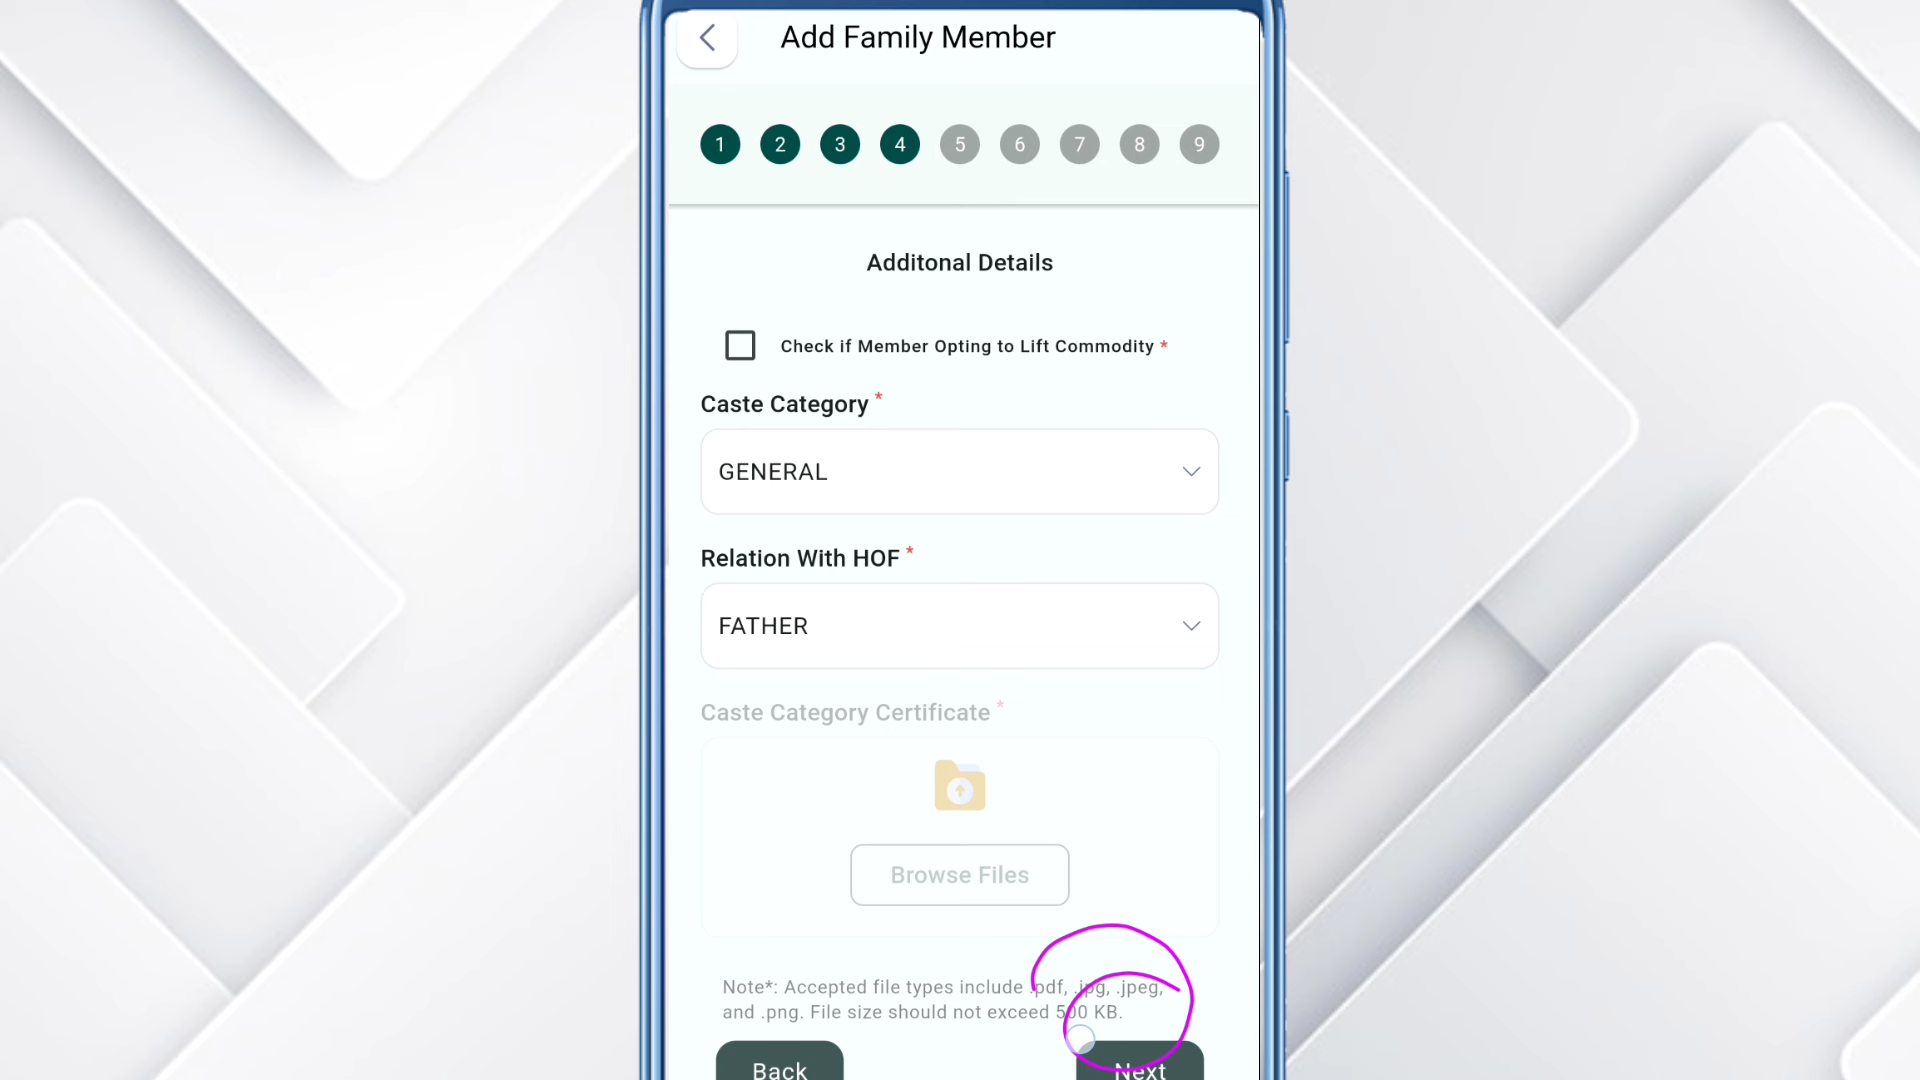 Add Family Member
1 2 3 4 5 6 7 8 9
Additonal Details
Check if Member Opting to Lift Commodity *
Caste Category *
GENERAL
Relation With HOF *
FATHER
Caste Category Certificate *
Browse Files
Note*: Accepted file types include .pdf, .jpg, .jpeg,
and .png. File size should not exceed 500 KB.
Back Next